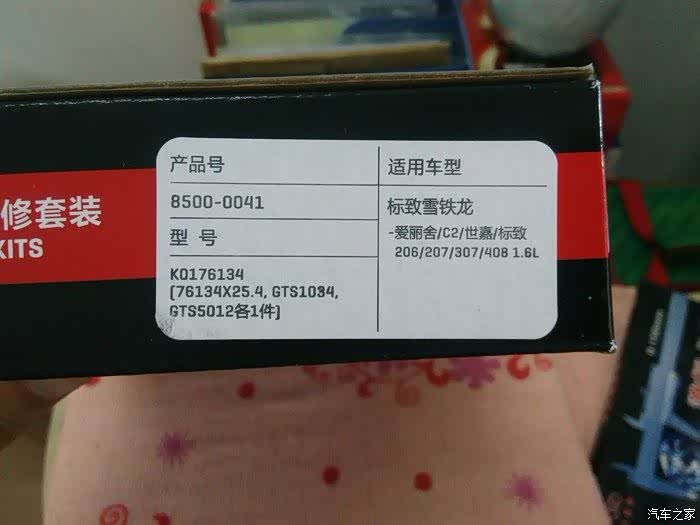 修套装
KITS
产品号
8500-0041
型 号
K0176134
(76134X25.4, GTS1034,
GTS5012各1件)
适用车型
标致雪铁龙
-爱丽舍/C2/世嘉/标致
206/207/307/408 1.6L
汽车之家